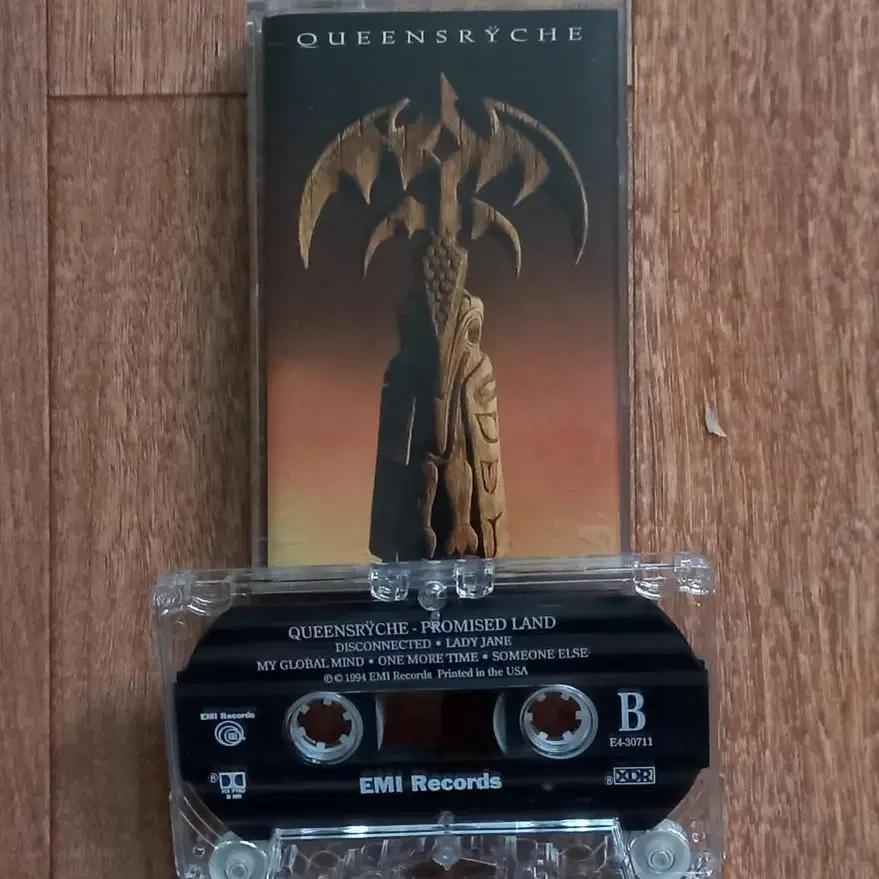 QUEENSRŸCHE
QUEENSRŸCHE - PROMISED LAND
DISCONNECTED • LADY JANE
MY GLOBAL MIND • ONE MORE TIME • SOMEONE ELSE
℗ © 1994 EMI Records Printed in the USA
EMI Records
B
E4-30711
EMI Records
XDR